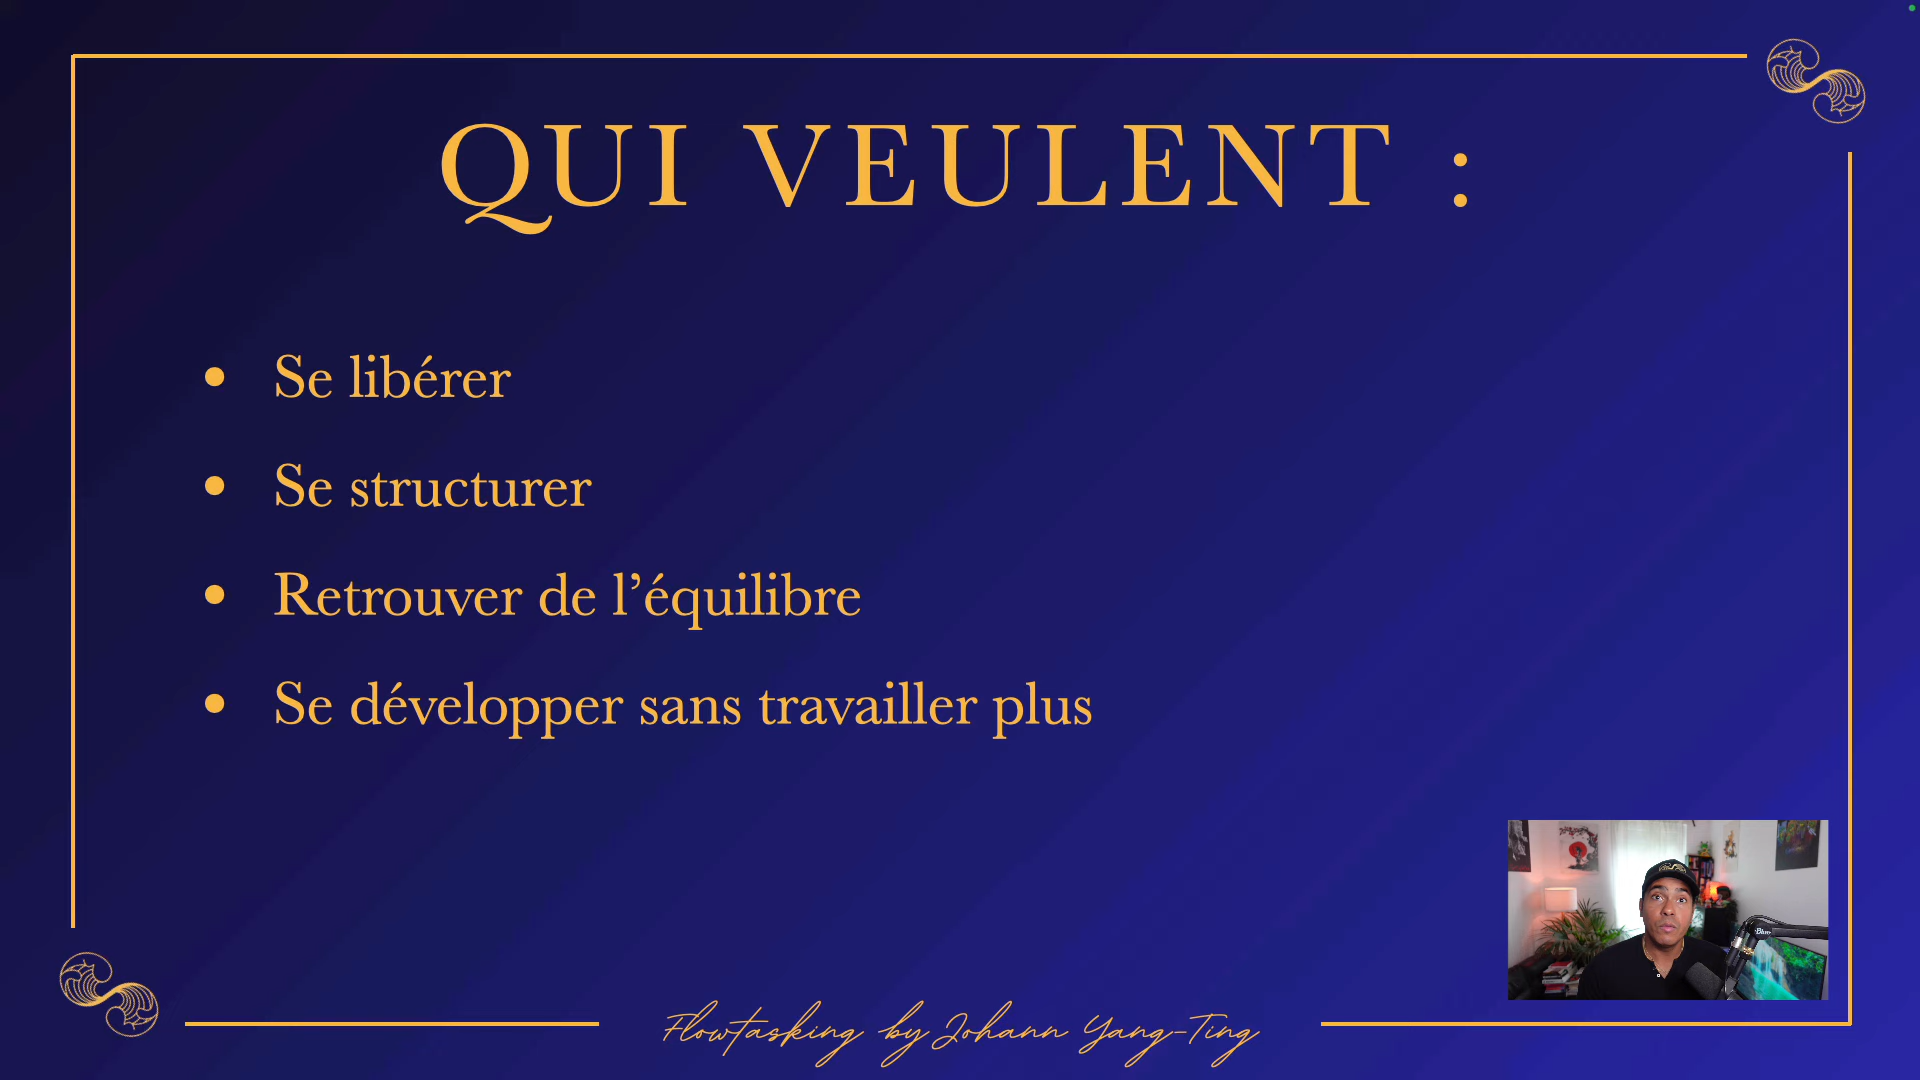 QUI VEULENT :
• Se libérer
• Se structurer
• Retrouver de l’équilibre
• Se développer sans travailler plus
Blue
Flowtasking by Johann Yang-Ting